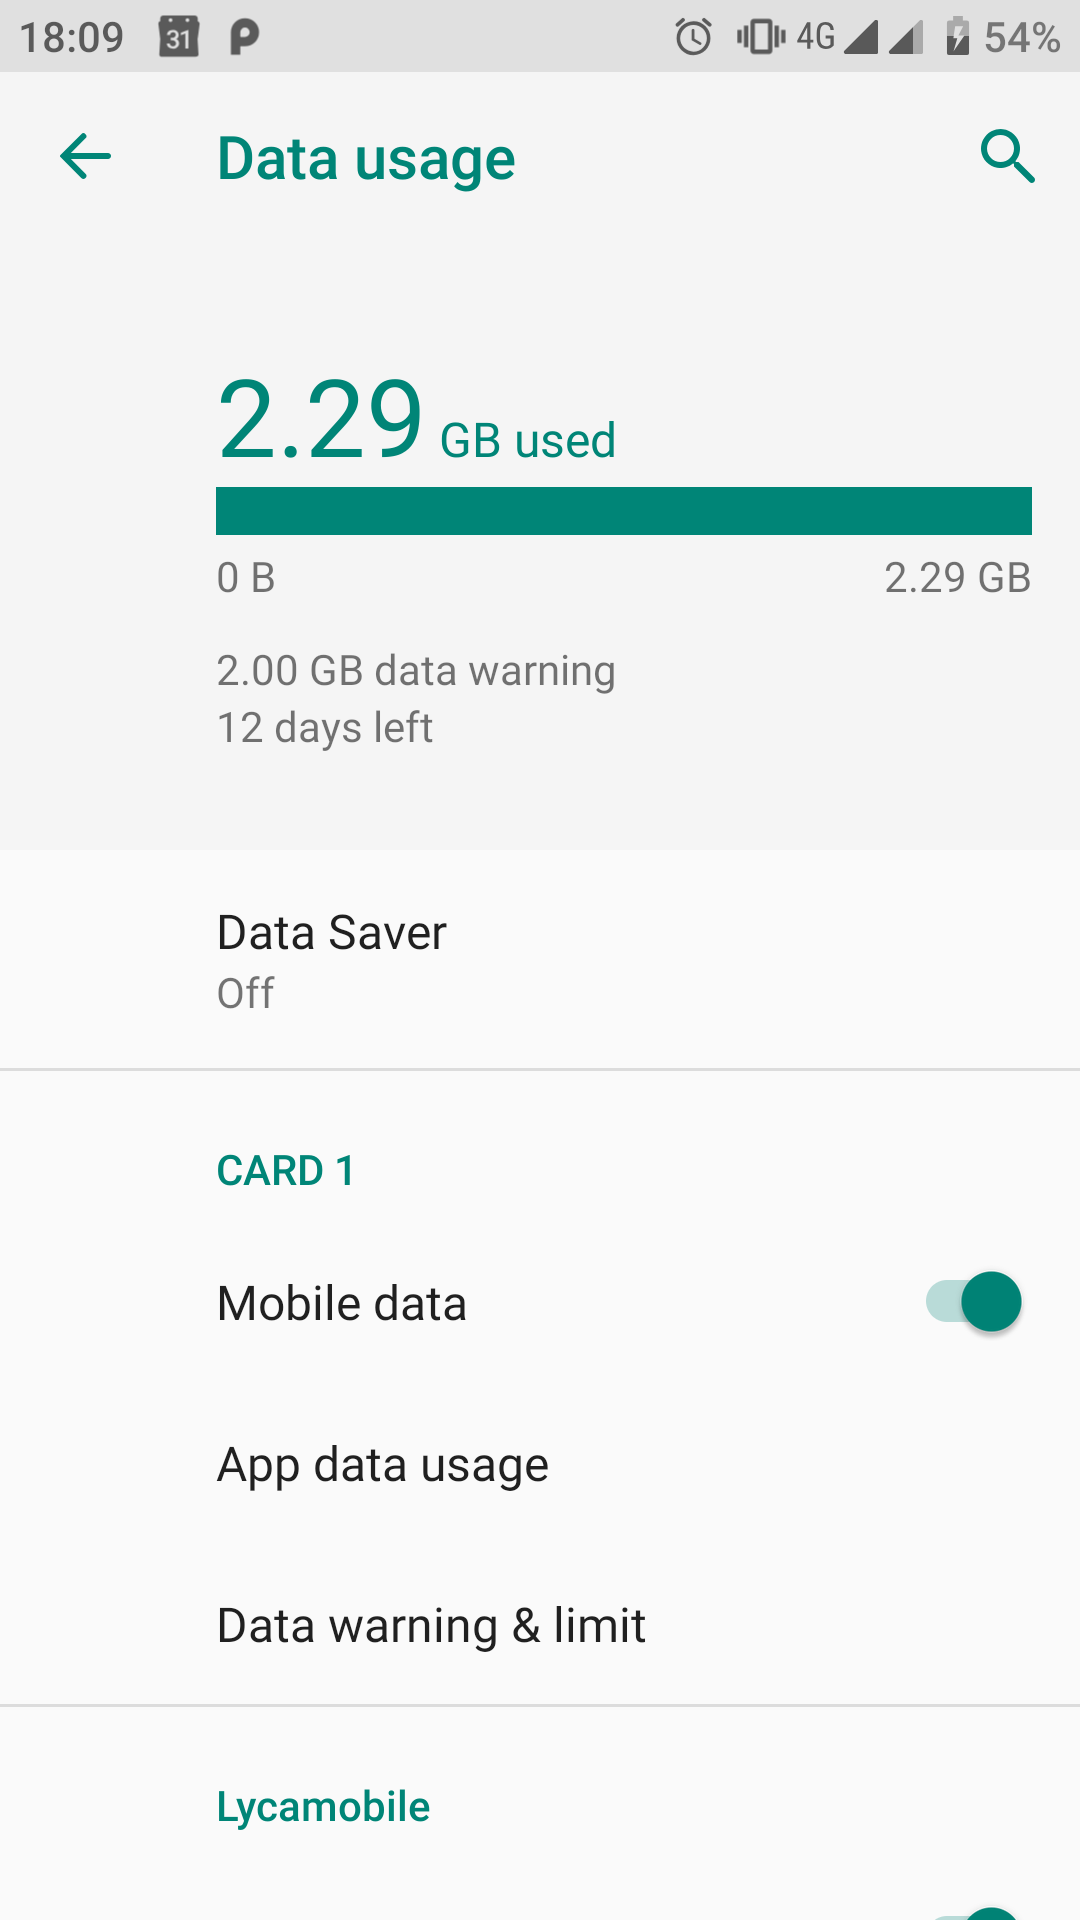 18:09 31 4G 54%
Data usage
2.29 GB used
0 B 2.29 GB
2.00 GB data warning
12 days left
Data Saver
Off
CARD 1
Mobile data
App data usage
Data warning & limit
Lycamobile